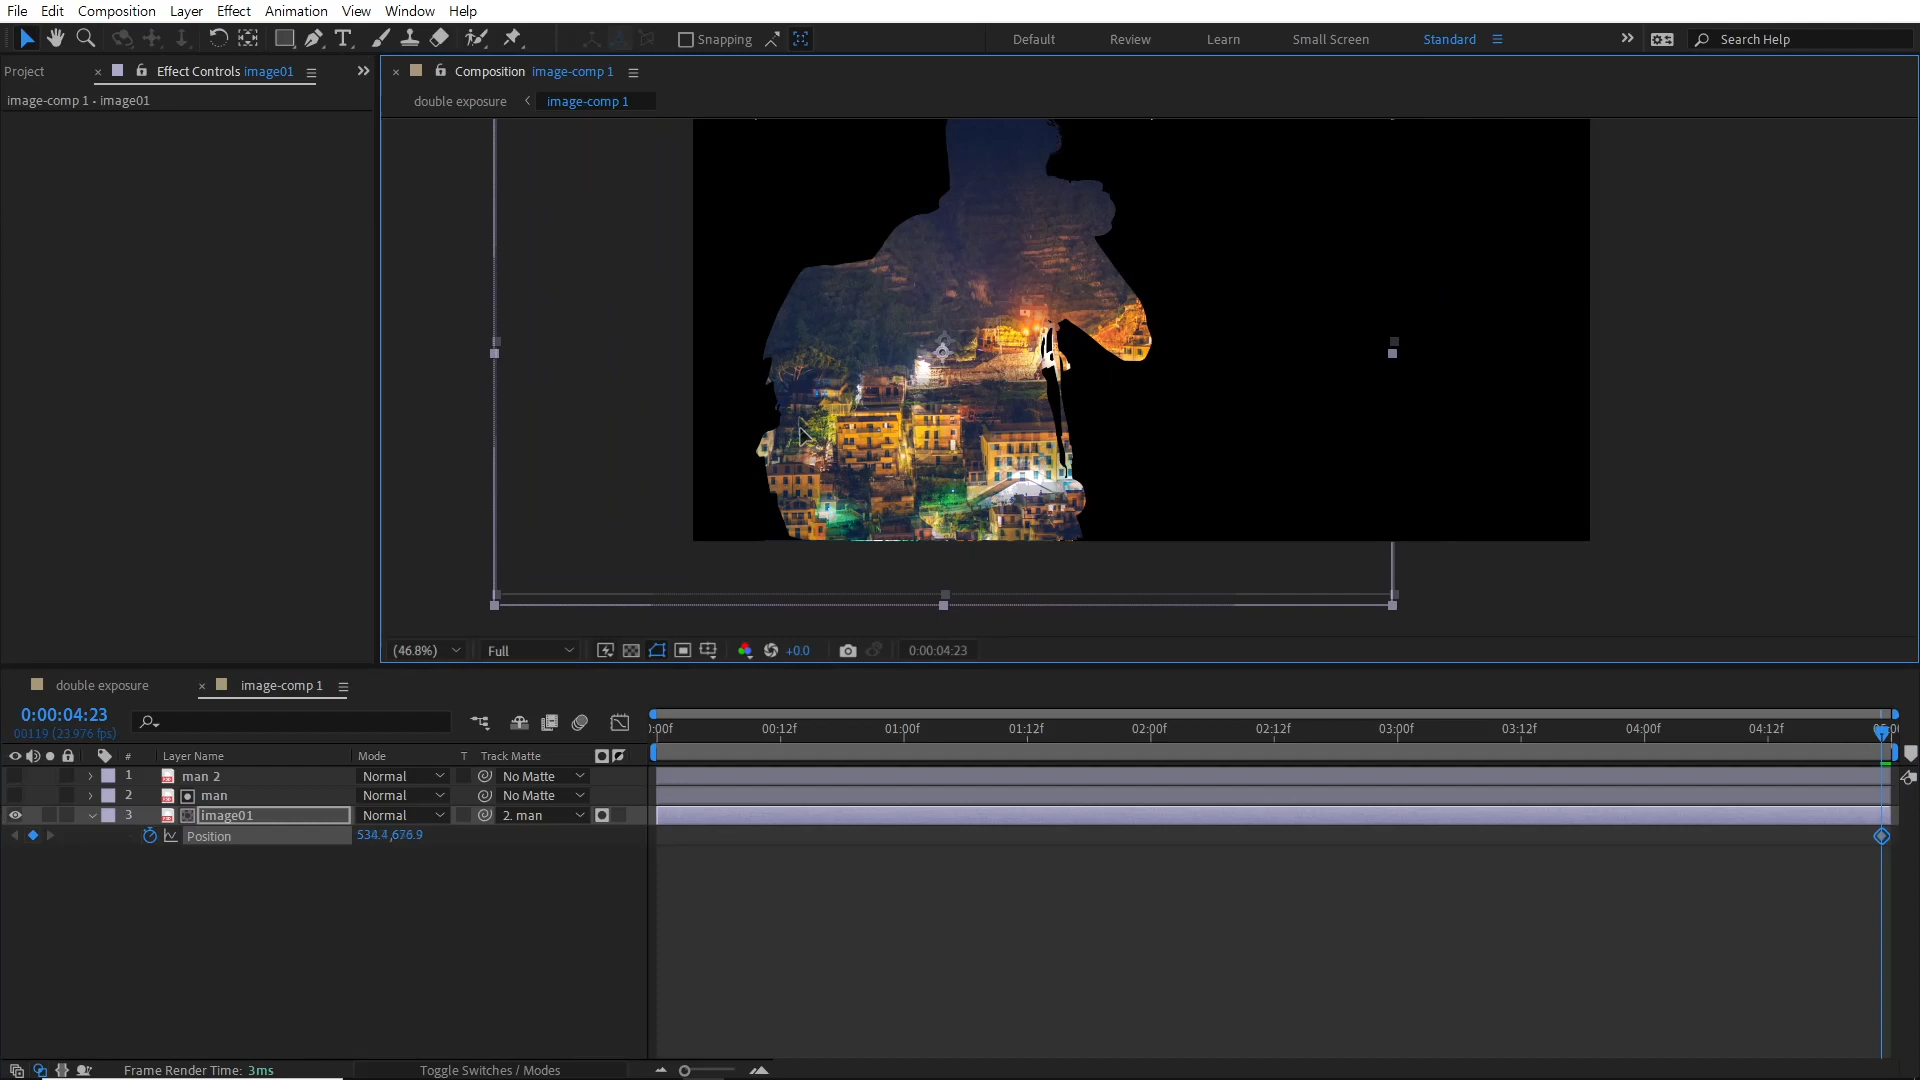 File Edit Composition Layer Effect Animation View Window Help
Snapping Default Review Learn Small Screen Standard Search Help
Project Effect Controls image01
image-comp 1 • image01
Composition image-comp 1
double exposure image-comp 1
(46.8%) Full +0.0 0:00:04:23
double exposure image-comp 1
0:00:04:23
00119 (23.976 fps)
00:12f 01:00f 01:12f 02:00f 02:12f 03:00f 03:12f 04:00f 04:12f
# Layer Name Mode T Track Matte
1 man 2 Normal No Matte
2 man Normal No Matte
3 image01 Normal 2. man
Position 534.4,676.9
Frame Render Time: 3ms Toggle Switches / Modes